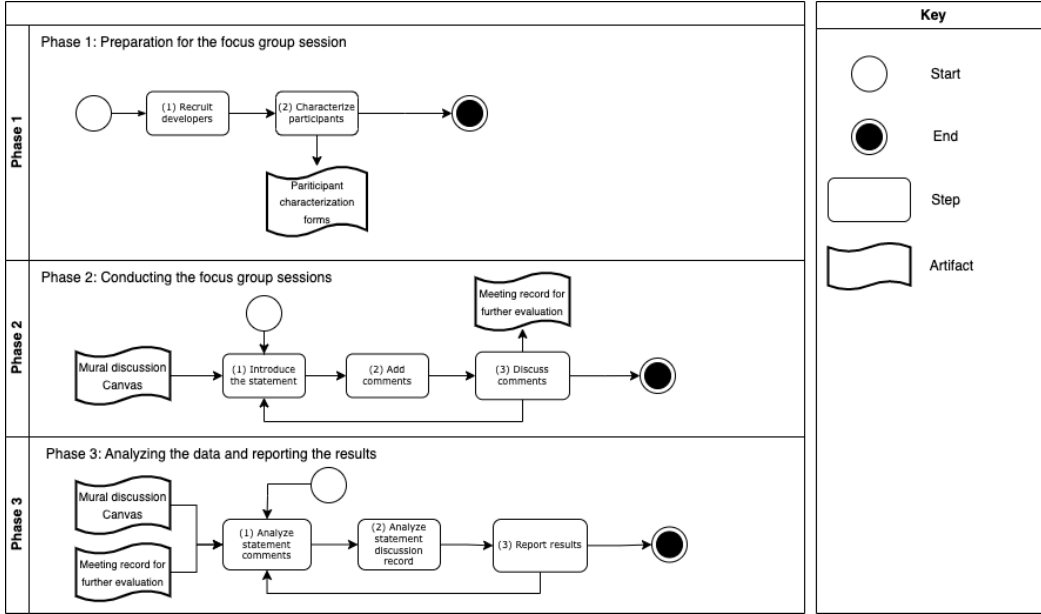 Phase 1
Phase 1: Preparation for the focus group session
(1) Recruit
developers
(2) Characterize
participants
Pariticipant
characterization
forms
Phase 2
Phase 2: Conducting the focus group sessions
Mural discussion
Canvas
(1) Introduce
the statement
(2) Add
comments
(3) Discuss
comments
Meeting record for
further evaluation
Phase 3
Phase 3: Analyzing the data and reporting the results
Mural discussion
Canvas
Meeting record for
further evaluation
(1) Analyze
statement
comments
(2) Analyze
statement
discussion
record
(3) Report results
Key
Start
End
Step
Artifact